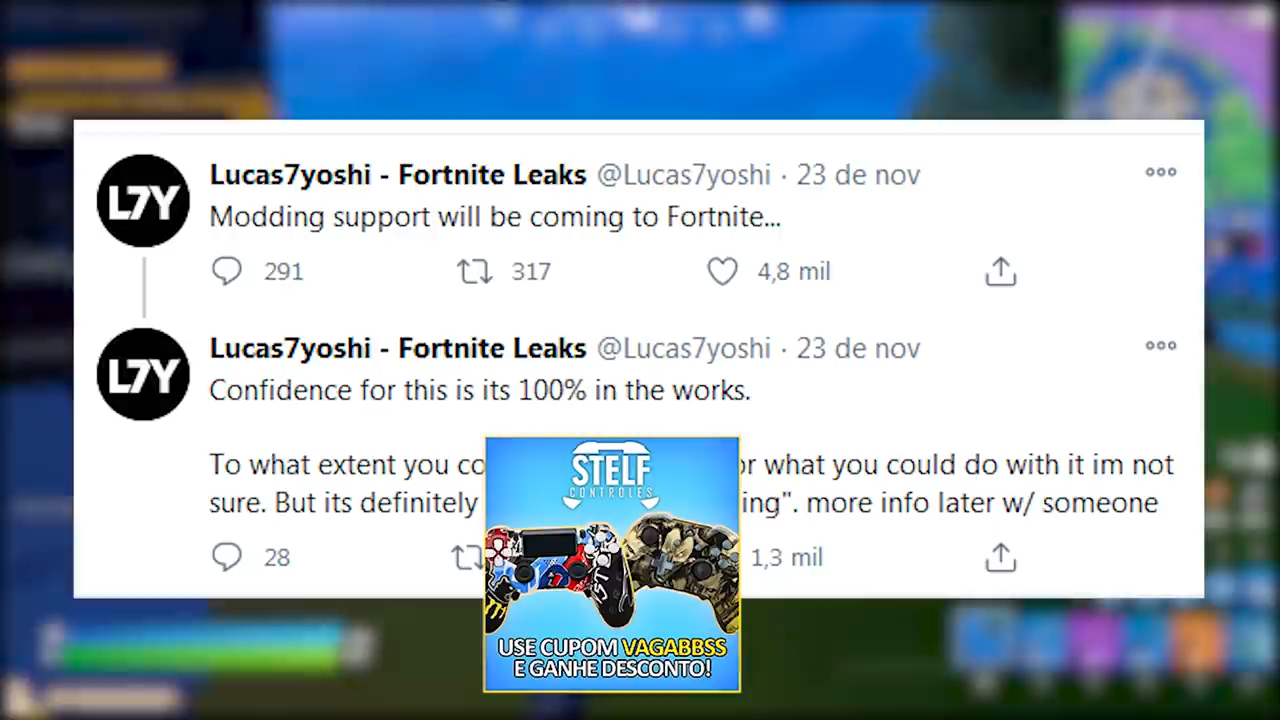 L7Y
Lucas7yoshi - Fortnite Leaks @Lucas7yoshi · 23 de nov
Modding support will be coming to Fortnite...
291 317 4,8 mil
L7Y
Lucas7yoshi - Fortnite Leaks @Lucas7yoshi · 23 de nov
Confidence for this is its 100% in the works.
To what extent you co or what you could do with it im not
sure. But its definitely ing". more info later w/ someone
28 1,3 mil
STELF
CONTROLES
USE CUPOM VAGABBSS
E GANHE DESCONTO!